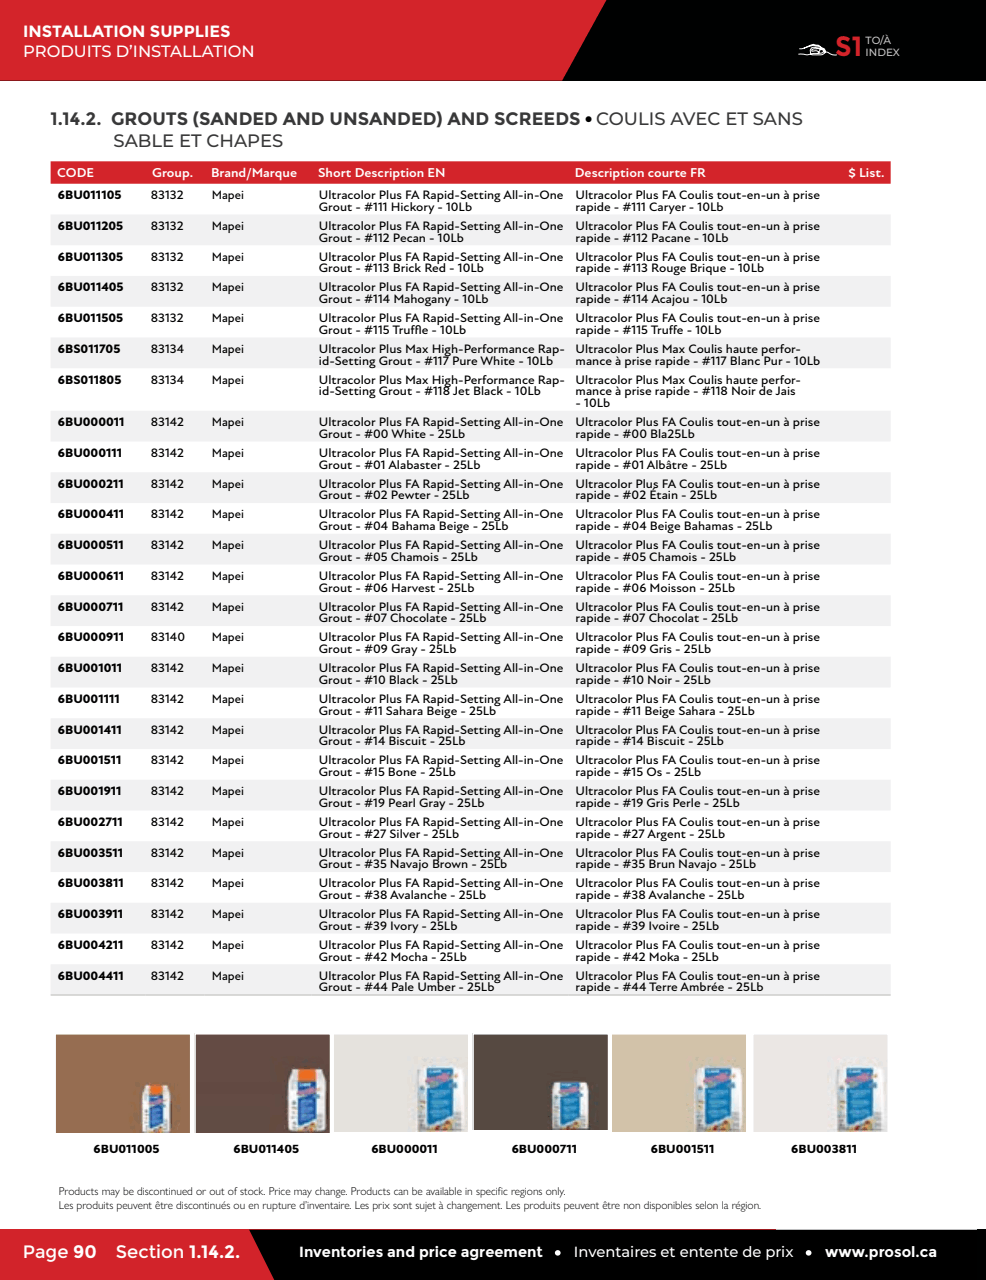 INSTALLATION SUPPLIES
PRODUITS D'INSTALLATION
S1 TO/À
INDEX
1.14.2. GROUTS (SANDED AND UNSANDED) AND SCREEDS • COULIS AVEC ET SANS
SABLE ET CHAPES
CODE Group. Brand/Marque Short Description EN Description courte FR $ List.
6BU011105 83132 Mapei Ultracolor Plus FA Rapid-Setting All-in-One Ultracolor Plus FA Coulis tout-en-un à prise
Grout - #111 Hickory - 10Lb rapide - #111 Caryer - 10Lb
6BU011205 83132 Mapei Ultracolor Plus FA Rapid-Setting All-in-One Ultracolor Plus FA Coulis tout-en-un à prise
Grout - #112 Pecan - 10Lb rapide - #112 Pacane - 10Lb
6BU011305 83132 Mapei Ultracolor Plus FA Rapid-Setting All-in-One Ultracolor Plus FA Coulis tout-en-un à prise
Grout - #113 Brick Red - 10Lb rapide - #113 Rouge Brique - 10Lb
6BU011405 83132 Mapei Ultracolor Plus FA Rapid-Setting All-in-One Ultracolor Plus FA Coulis tout-en-un à prise
Grout - #114 Mahogany - 10Lb rapide - #114 Acajou - 10Lb
6BU011505 83132 Mapei Ultracolor Plus FA Rapid-Setting All-in-One Ultracolor Plus FA Coulis tout-en-un à prise
Grout - #115 Truffle - 10Lb rapide - #115 Truffe - 10Lb
6BS011705 83134 Mapei Ultracolor Plus Max High-Performance Rap- Ultracolor Plus Max Coulis haute perfor-
id-Setting Grout - #117 Pure White - 10Lb mance à prise rapide - #117 Blanc Pur - 10Lb
6BS011805 83134 Mapei Ultracolor Plus Max High-Performance Rap- Ultracolor Plus Max Coulis haute perfor-
id-Setting Grout - #118 Jet Black - 10Lb mance à prise rapide - #118 Noir de Jais
- 10Lb
6BU000011 83142 Mapei Ultracolor Plus FA Rapid-Setting All-in-One Ultracolor Plus FA Coulis tout-en-un à prise
Grout - #00 White - 25Lb rapide - #00 Bla25Lb
6BU000111 83142 Mapei Ultracolor Plus FA Rapid-Setting All-in-One Ultracolor Plus FA Coulis tout-en-un à prise
Grout - #01 Alabaster - 25Lb rapide - #01 Albâtre - 25Lb
6BU000211 83142 Mapei Ultracolor Plus FA Rapid-Setting All-in-One Ultracolor Plus FA Coulis tout-en-un à prise
Grout - #02 Pewter - 25Lb rapide - #02 Étain - 25Lb
6BU000411 83142 Mapei Ultracolor Plus FA Rapid-Setting All-in-One Ultracolor Plus FA Coulis tout-en-un à prise
Grout - #04 Bahama Beige - 25Lb rapide - #04 Beige Bahamas - 25Lb
6BU000511 83142 Mapei Ultracolor Plus FA Rapid-Setting All-in-One Ultracolor Plus FA Coulis tout-en-un à prise
Grout - #05 Chamois - 25Lb rapide - #05 Chamois - 25Lb
6BU000611 83142 Mapei Ultracolor Plus FA Rapid-Setting All-in-One Ultracolor Plus FA Coulis tout-en-un à prise
Grout - #06 Harvest - 25Lb rapide - #06 Moisson - 25Lb
6BU000711 83142 Mapei Ultracolor Plus FA Rapid-Setting All-in-One Ultracolor Plus FA Coulis tout-en-un à prise
Grout - #07 Chocolate - 25Lb rapide - #07 Chocolat - 25Lb
6BU000911 83140 Mapei Ultracolor Plus FA Rapid-Setting All-in-One Ultracolor Plus FA Coulis tout-en-un à prise
Grout - #09 Gray - 25Lb rapide - #09 Gris - 25Lb
6BU001011 83142 Mapei Ultracolor Plus FA Rapid-Setting All-in-One Ultracolor Plus FA Coulis tout-en-un à prise
Grout - #10 Black - 25Lb rapide - #10 Noir - 25Lb
6BU001111 83142 Mapei Ultracolor Plus FA Rapid-Setting All-in-One Ultracolor Plus FA Coulis tout-en-un à prise
Grout - #11 Sahara Beige - 25Lb rapide - #11 Beige Sahara - 25Lb
6BU001411 83142 Mapei Ultracolor Plus FA Rapid-Setting All-in-One Ultracolor Plus FA Coulis tout-en-un à prise
Grout - #14 Biscuit - 25Lb rapide - #14 Biscuit - 25Lb
6BU001511 83142 Mapei Ultracolor Plus FA Rapid-Setting All-in-One Ultracolor Plus FA Coulis tout-en-un à prise
Grout - #15 Bone - 25Lb rapide - #15 Os - 25Lb
6BU001911 83142 Mapei Ultracolor Plus FA Rapid-Setting All-in-One Ultracolor Plus FA Coulis tout-en-un à prise
Grout - #19 Pearl Gray - 25Lb rapide - #19 Gris Perle - 25Lb
6BU002711 83142 Mapei Ultracolor Plus FA Rapid-Setting All-in-One Ultracolor Plus FA Coulis tout-en-un à prise
Grout - #27 Silver - 25Lb rapide - #27 Argent - 25Lb
6BU003511 83142 Mapei Ultracolor Plus FA Rapid-Setting All-in-One Ultracolor Plus FA Coulis tout-en-un à prise
Grout - #35 Navajo Brown - 25Lb rapide - #35 Brun Navajo - 25Lb
6BU003811 83142 Mapei Ultracolor Plus FA Rapid-Setting All-in-One Ultracolor Plus FA Coulis tout-en-un à prise
Grout - #38 Avalanche - 25Lb rapide - #38 Avalanche - 25Lb
6BU003911 83142 Mapei Ultracolor Plus FA Rapid-Setting All-in-One Ultracolor Plus FA Coulis tout-en-un à prise
Grout - #39 Ivory - 25Lb rapide - #39 Ivoire - 25Lb
6BU004211 83142 Mapei Ultracolor Plus FA Rapid-Setting All-in-One Ultracolor Plus FA Coulis tout-en-un à prise
Grout - #42 Mocha - 25Lb rapide - #42 Moka - 25Lb
6BU004411 83142 Mapei Ultracolor Plus FA Rapid-Setting All-in-One Ultracolor Plus FA Coulis tout-en-un à prise
Grout - #44 Pale Umber - 25Lb rapide - #44 Terre Ambrée - 25Lb
6BU011005 6BU011405 6BU000011 6BU000711 6BU001511 6BU003811
Products may be discontinued or out of stock. Price may change. Products can be available in specific regions only.
Les produits peuvent être discontinués ou en rupture d'inventaire. Les prix sont sujet à changement. Les produits peuvent être non disponibles selon la région.
Page 90 Section 1.14.2. Inventories and price agreement • Inventaires et entente de prix • www.prosol.ca